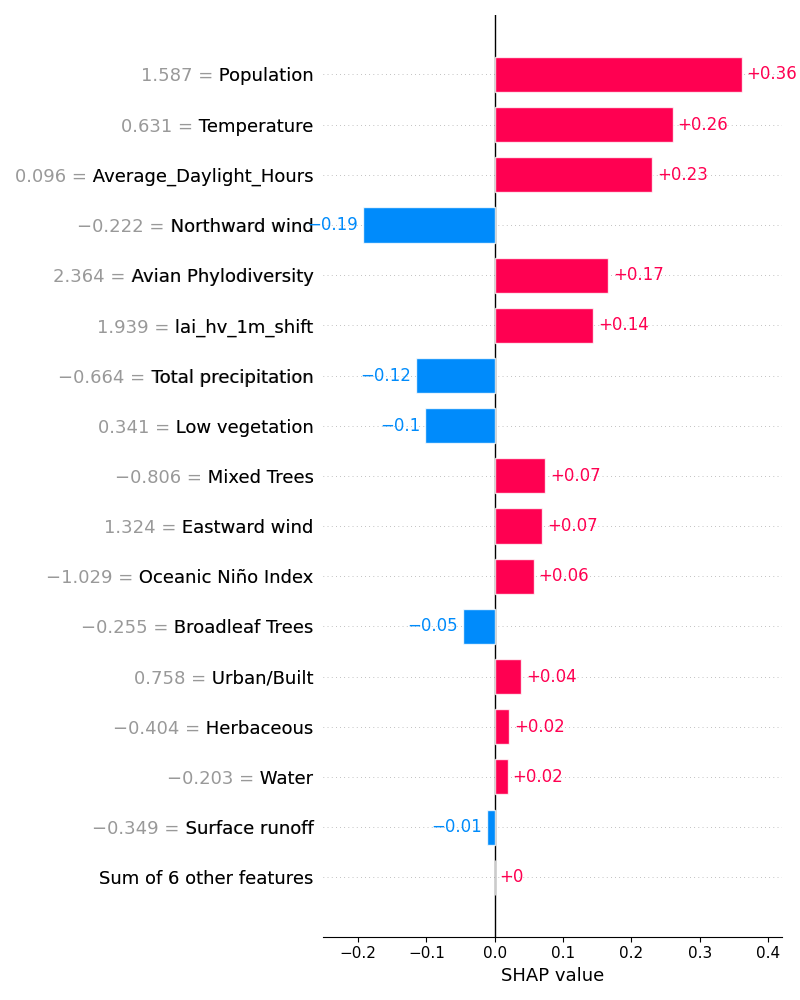 1.587 = Population +0.36
0.631 = Temperature +0.26
0.096 = Average_Daylight_Hours +0.23
−0.222 = Northward wind −0.19
2.364 = Avian Phylodiversity +0.17
1.939 = lai_hv_1m_shift +0.14
−0.664 = Total precipitation −0.12
0.341 = Low vegetation −0.1
−0.806 = Mixed Trees +0.07
1.324 = Eastward wind +0.07
−1.029 = Oceanic Niño Index +0.06
−0.255 = Broadleaf Trees −0.05
0.758 = Urban/Built +0.04
−0.404 = Herbaceous +0.02
−0.203 = Water +0.02
−0.349 = Surface runoff −0.01
Sum of 6 other features +0
−0.2 −0.1 0.0 0.1 0.2 0.3 0.4
SHAP value